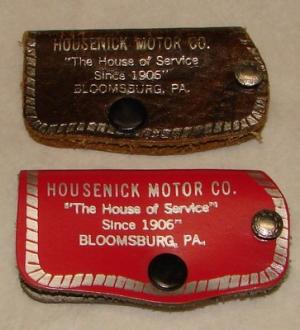 HOUSENICK MOTOR CO.
"The House of Service
Since 1906"
BLOOMSBURG, PA.
HOUSENICK MOTOR CO.
"The House of Service"
Since 1906"
BLOOMSBURG, PA.